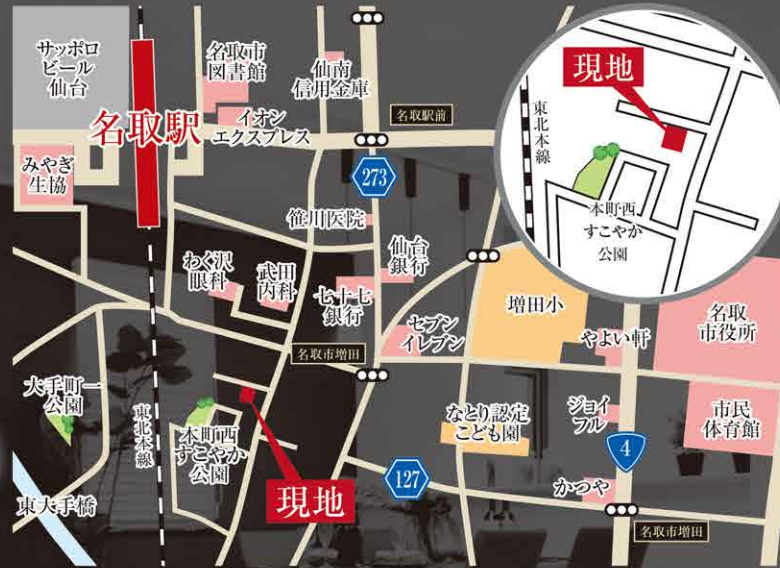 サッポロ
ビール
仙台
名取市
図書館
仙南
信用金庫
名取駅
イオン
エクスプレス
名取駅前
みやぎ
生協
273
笹川医院
わく沢
眼科
武田
内科
仙台
銀行
七十七
銀行
セブン
イレブン
増田小
やよい軒
名取
市役所
名取市増田
大手町一
公園
東北本線
本町西
すこやか
公園
現地
なとり認定
こども園
ジョイ
フル
市民
体育館
4
127
かつや
名取市増田
東大手橋
現地
東北本線
本町西
すこやか
公園